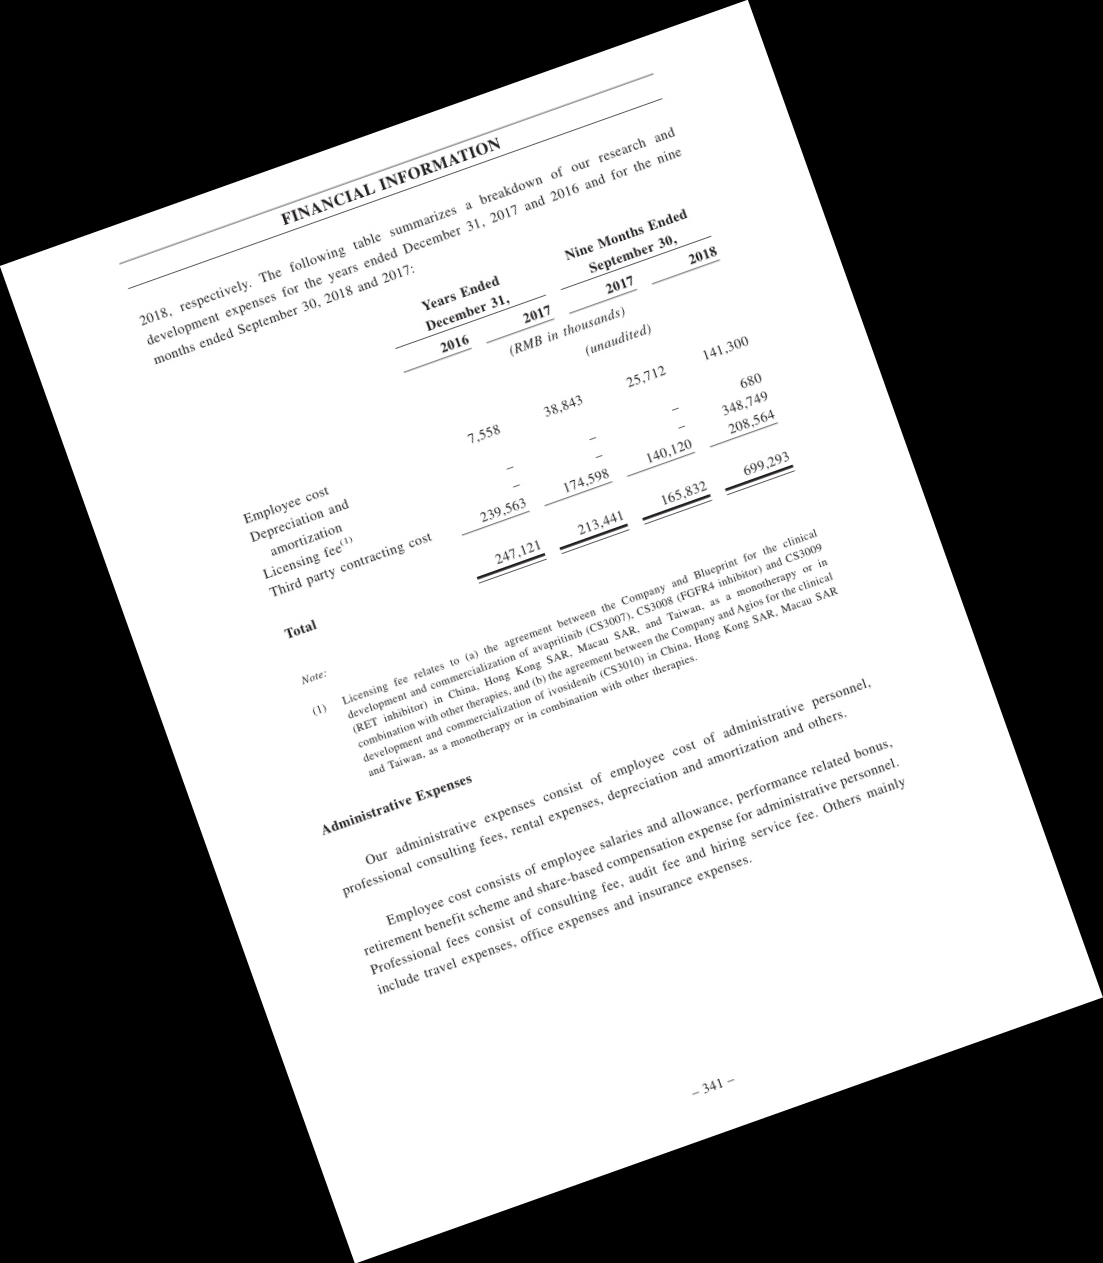 FINANCIAL INFORMATION
2018, respectively. The following table summarizes a breakdown of our research and
development expenses for the years ended December 31, 2017 and 2016 and for the nine
months ended September 30, 2018 and 2017:
Years Ended Nine Months Ended
December 31, September 30,
2016 2017 2017 2018
(RMB in thousands)
(unaudited)
Employee cost 7,558 38,843 25,712 141,300
Depreciation and
amortization – – – 680
Licensing fee(1) – – – 348,749
Third party contracting cost 239,563 174,598 140,120 208,564
Total 247,121 213,441 165,832 699,293
Note:
(1) Licensing fee relates to (a) the agreement between the Company and Blueprint for the clinical
development and commercialization of avapritinib (CS3007), CS3008 (FGFR4 inhibitor) and CS3009
(RET inhibitor) in China, Hong Kong SAR, Macau SAR, and Taiwan, as a monotherapy or in
combination with other therapies, and (b) the agreement between the Company and Agios for the clinical
development and commercialization of ivosidenib (CS3010) in China, Hong Kong SAR, Macau SAR
and Taiwan, as a monotherapy or in combination with other therapies.
Administrative Expenses
Our administrative expenses consist of employee cost of administrative personnel,
professional consulting fees, rental expenses, depreciation and amortization and others.
Employee cost consists of employee salaries and allowance, performance related bonus,
retirement benefit scheme and share-based compensation expense for administrative personnel.
Professional fees consist of consulting fee, audit fee and hiring service fee. Others mainly
include travel expenses, office expenses and insurance expenses.
– 341 –